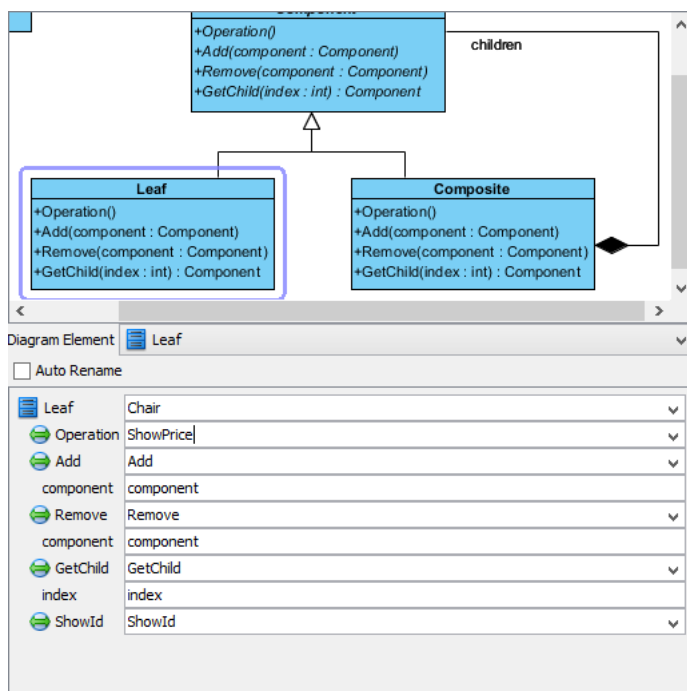 Component
+Operation()
+Add(component : Component)
+Remove(component : Component)
+GetChild(index : int) : Component
children
Leaf
+Operation()
+Add(component : Component)
+Remove(component : Component)
+GetChild(index : int) : Component
Composite
+Operation()
+Add(component : Component)
+Remove(component : Component)
+GetChild(index : int) : Component
Diagram Element Leaf
Auto Rename
Leaf Chair
Operation ShowPrice
Add Add
component component
Remove Remove
component component
GetChild GetChild
index index
ShowId ShowId